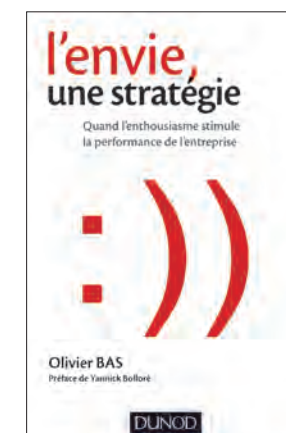 l'envie,
une stratégie
Quand l'enthousiasme stimule
la performance de l'entreprise
:))
Olivier BAS
Préface de Yannick Bolloré
DUNOD